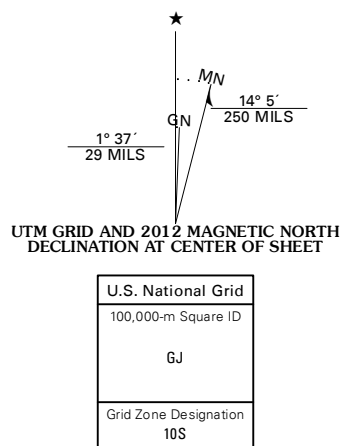 ★
MN
GN
14° 5´
250 MILS
1° 37´
29 MILS
UTM GRID AND 2012 MAGNETIC NORTH
DECLINATION AT CENTER OF SHEET
U.S. National Grid
100,000-m Square ID
GJ
Grid Zone Designation
10S